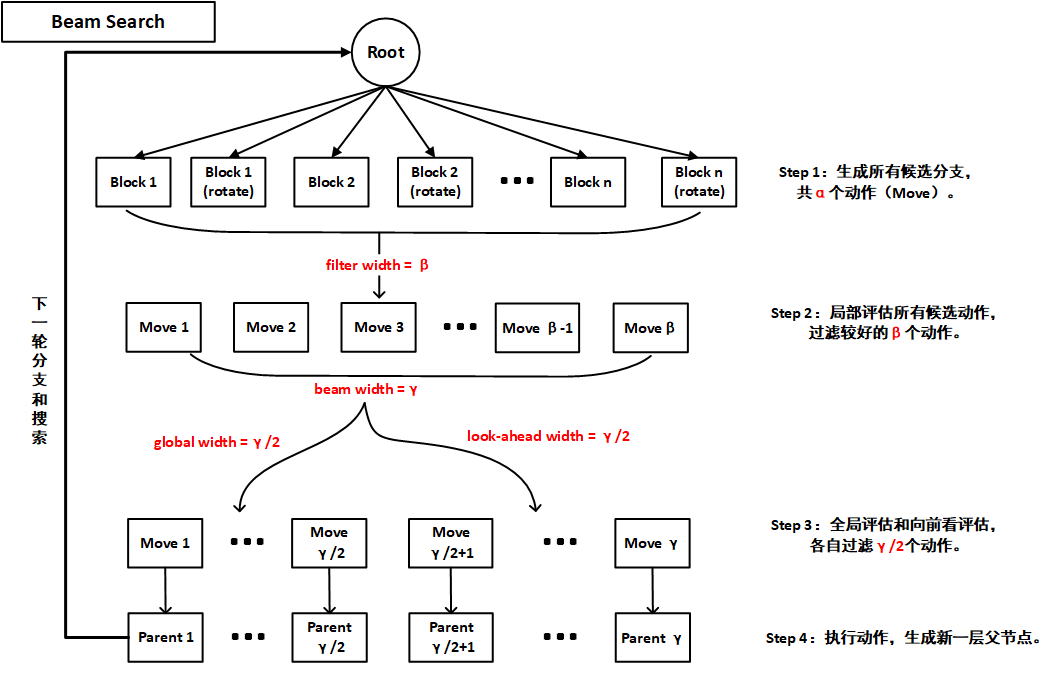 Beam Search
Root
Block 1
Block 1
(rotate)
Block 2
Block 2
(rotate)
Block n
Block n
(rotate)
Step 1：生成所有候选分支，
共 α 个动作（Move）。
filter width = β
Move 1
Move 2
Move 3
Move β-1
Move β
Step 2：局部评估所有候选动作，
过滤较好的 β 个动作。
beam width = γ
global width = γ/2
look-ahead width = γ/2
下一轮分支和搜索
Move 1
Move
γ/2
Move
γ/2+1
Move γ
Step 3：全局评估和向前看评估，
各自过滤 γ/2个动作。
Parent 1
Parent
γ/2
Parent
γ/2+1
Parent γ
Step 4：执行动作，生成新一层父节点。